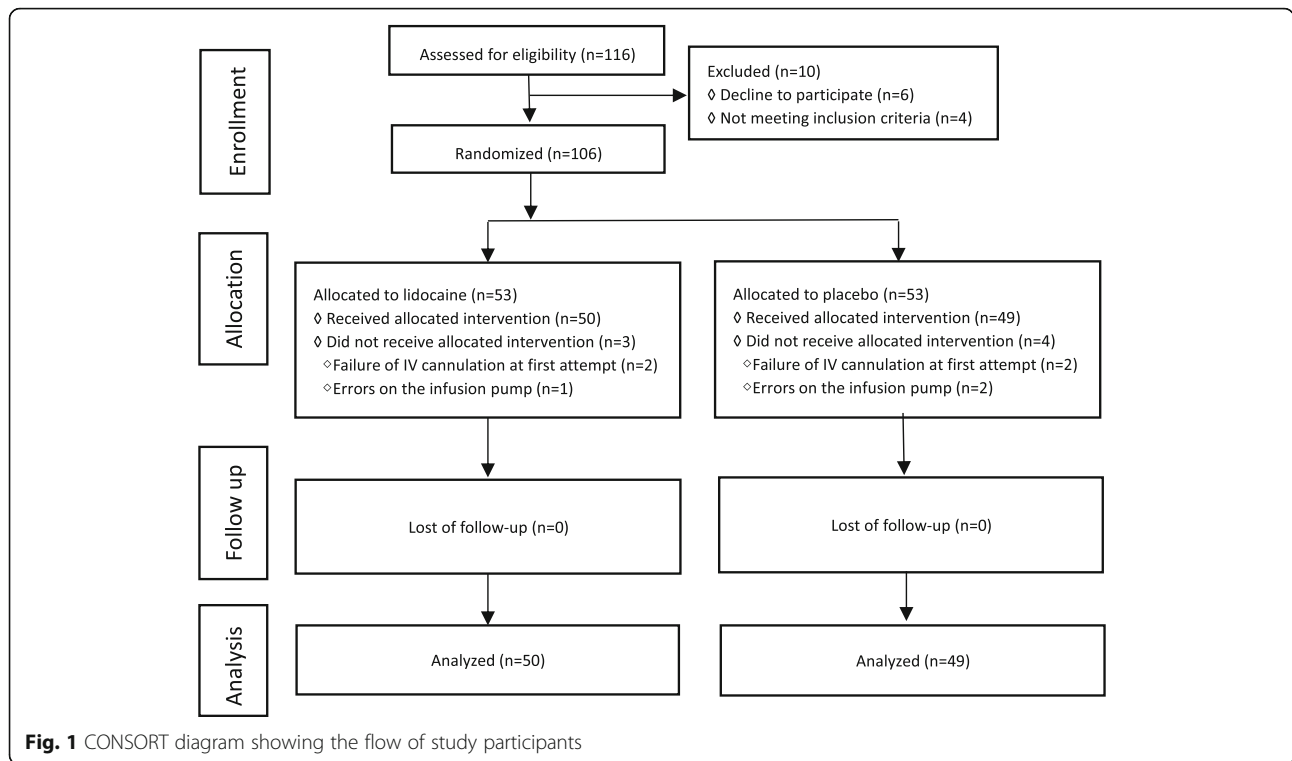 Enrollment
Assessed for eligibility (n=116)
Excluded (n=10)
◊ Decline to participate (n=6)
◊ Not meeting inclusion criteria (n=4)
Randomized (n=106)
Allocation
Allocated to lidocaine (n=53)
◊ Received allocated intervention (n=50)
◊ Did not receive allocated intervention (n=3)
◇Failure of IV cannulation at first attempt (n=2)
◇Errors on the infusion pump (n=1)
Allocated to placebo (n=53)
◊ Received allocated intervention (n=49)
◊ Did not receive allocated intervention (n=4)
◇Failure of IV cannulation at first attempt (n=2)
◇Errors on the infusion pump (n=2)
Follow up
Lost of follow-up (n=0)
Lost of follow-up (n=0)
Analysis
Analyzed (n=50)
Analyzed (n=49)
Fig. 1 CONSORT diagram showing the flow of study participants